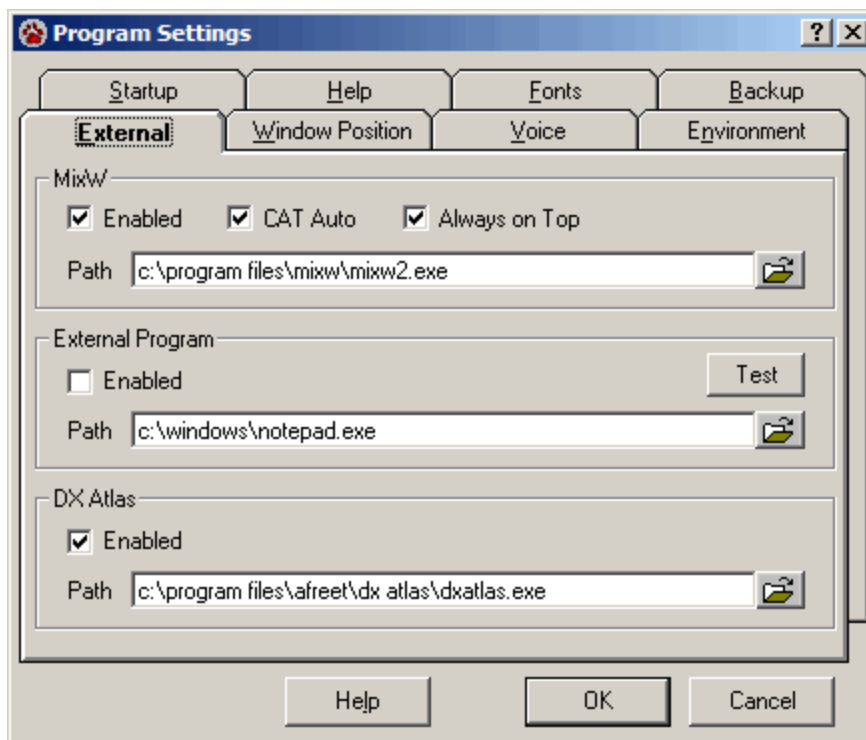 Program Settings
Startup Help Fonts Backup
External Window Position Voice Environment
MixW
Enabled CAT Auto Always on Top
Path c:\program files\mixw\mixw2.exe
External Program
Enabled Test
Path c:\windows\notepad.exe
DX Atlas
Enabled
Path c:\program files\afreet\dx atlas\dxatlas.exe
Help OK Cancel